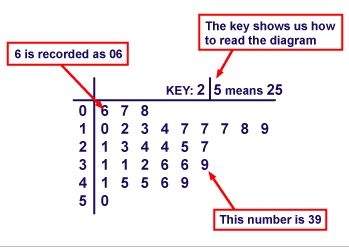 The key shows us how
to read the diagram
6 is recorded as 06
KEY: 2 | 5 means 25
0 6 7 8
1 0 2 3 4 7 7 7 8 9
2 1 3 4 4 5 7
3 1 1 2 6 6 9
4 1 5 5 6 9
5 0
This number is 39